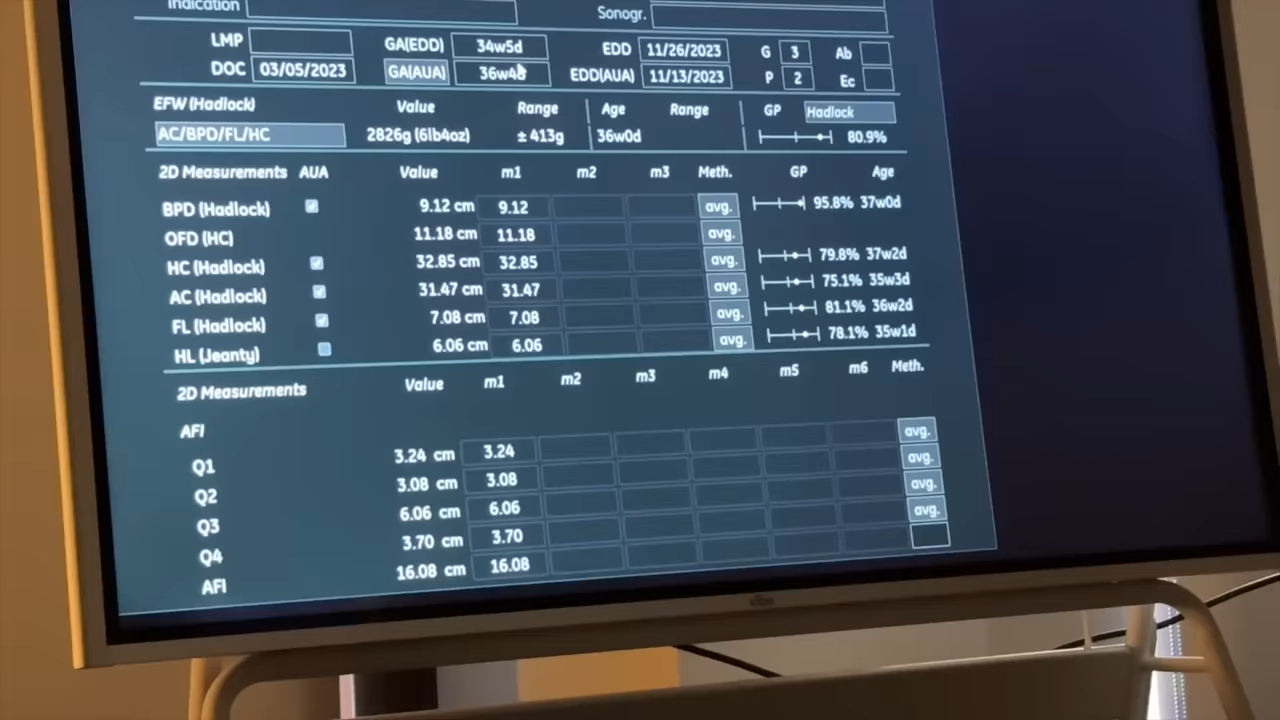 Indication Sonogr.
LMP GA(EDD) 34w5d EDD 11/26/2023 G 3 Ab
DOC 03/05/2023 GA(AUA) EDD(AUA) 11/13/2023 P 2 Ec
EFW (Hadlock) Value Range Age Range GP Hadlock
AC/BPD/FL/HC 2826g (6lb4oz) ± 413g 36w0d 80.9%
2D Measurements AUA Value m1 m2 m3 Meth. GP Age
BPD (Hadlock) 9.12 cm 9.12 avg. 95.8% 37w0d
OFD (HC) 11.18 cm 11.18 avg.
HC (Hadlock) 32.85 cm 32.85 avg. 79.8% 37w2d
AC (Hadlock) 31.47 cm 31.47 avg. 75.1% 35w3d
FL (Hadlock) 7.08 cm 7.08 avg. 81.1% 36w2d
HL (Jeanty) 6.06 cm 6.06 avg. 78.1% 35w1d
2D Measurements Value m1 m2 m3 m4 m5 m6 Meth.
AFI
Q1 3.24 cm 3.24 avg.
Q2 3.08 cm 3.08 avg.
Q3 6.06 cm 6.06 avg.
Q4 3.70 cm 3.70 avg.
AFI 16.08 cm 16.08